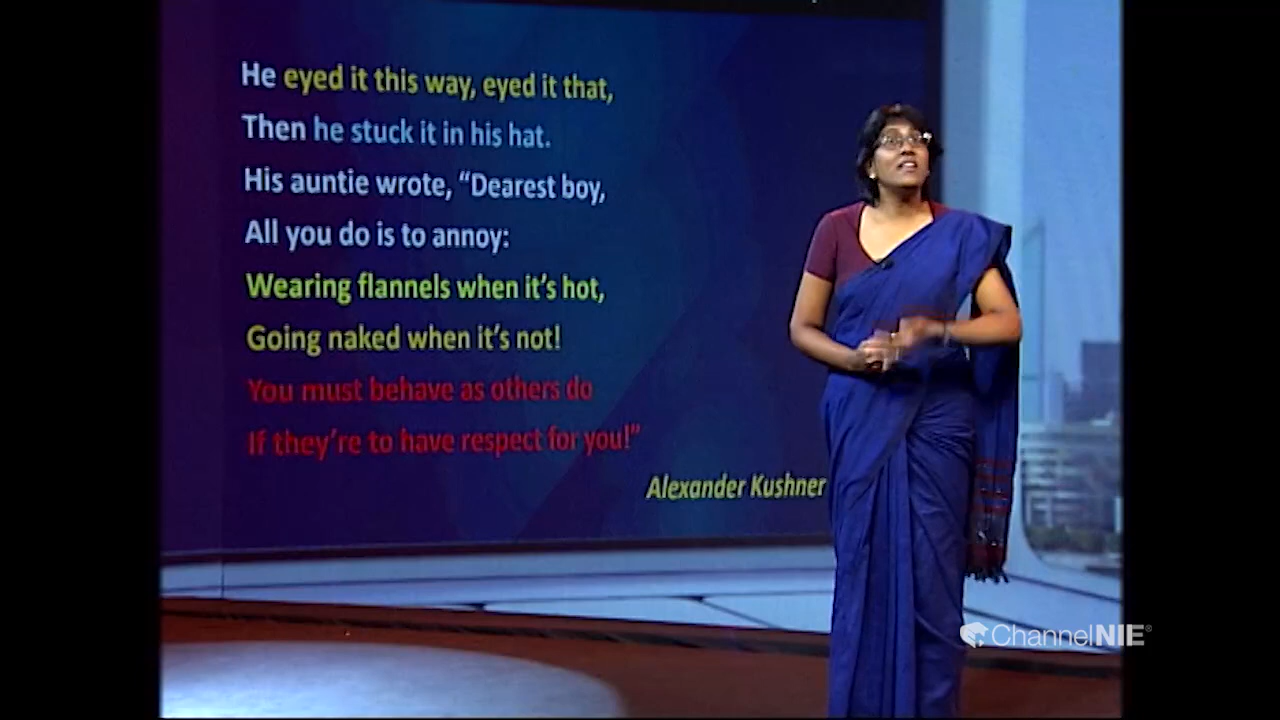 He eyed it this way, eyed it that,
Then he stuck it in his hat.
His auntie wrote, “Dearest boy,
All you do is to annoy:
Wearing flannels when it’s hot,
Going naked when it’s not!
You must behave as others do
If they’re to have respect for you!”
Alexander Kushner
ChannelNIE®